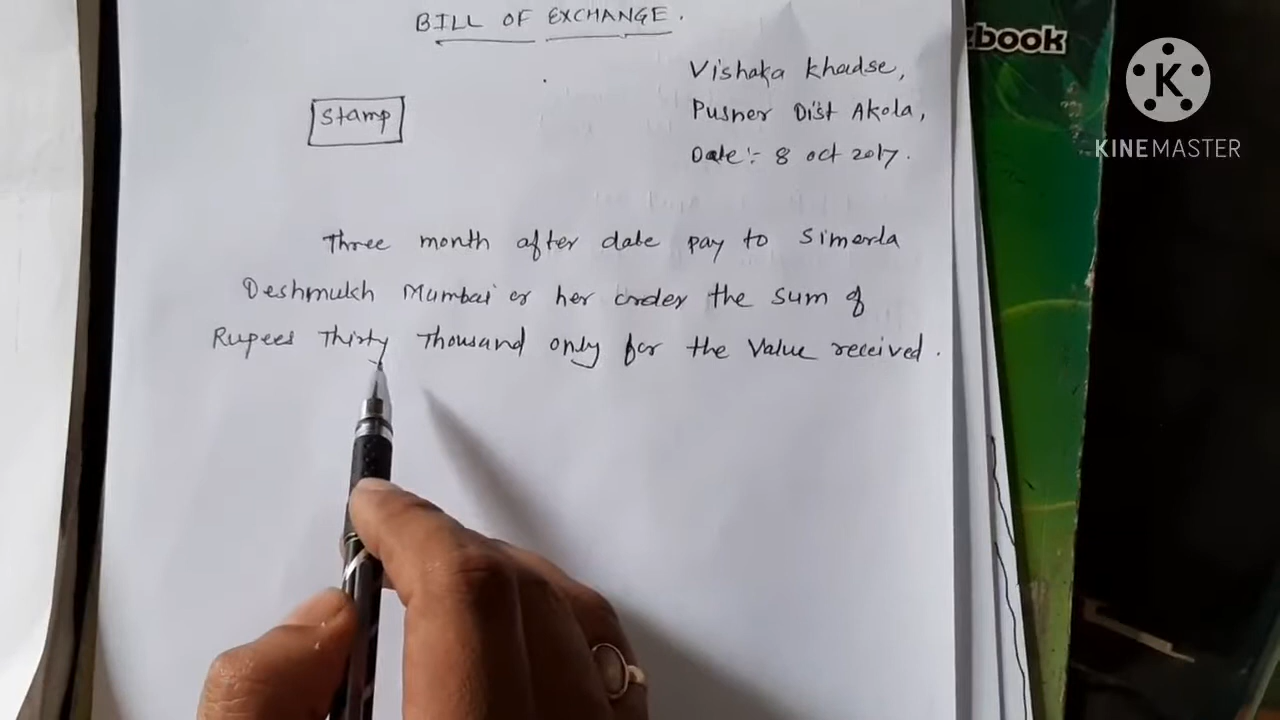 BILL OF EXCHANGE.
Stamp
Vishaka Khadse,
Pusner Dist Akola,
Date:- 8 Oct 2017.
Three month after date pay to Simerla
Deshmukh Mumbai or her order the sum of
Rupees Thirty Thousand only for the Value received.
book
K
KINEMASTER